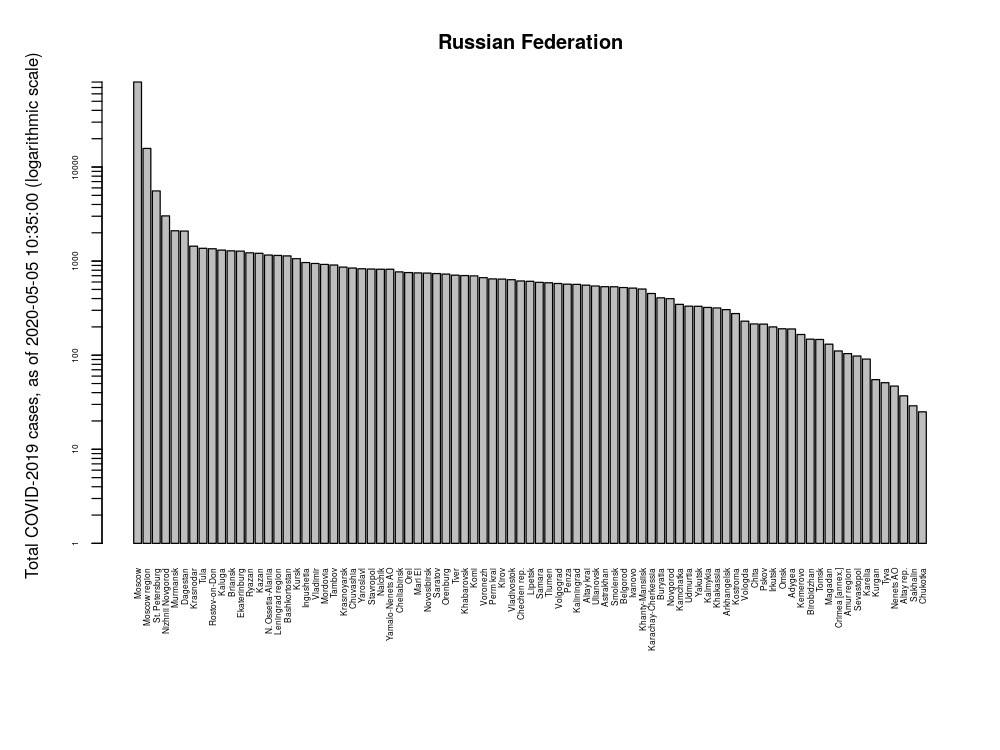 Russian Federation
Total COVID-2019 cases, as of 2020-05-05 10:35:00 (logarithmic scale)
10000
1000
100
10
1
Moscow
Moscow region
St. Petersburg
Nizhnii Novgorod
Murmansk
Dagestan
Krasnodar
Tula
Rostov-on-Don
Kaluga
Briansk
Ekaterinburg
Ryazan
Kazan
N. Ossetia-Alania
Leningrad region
Bashkortostan
Kursk
Ingushetia
Vladimir
Mordovia
Tambov
Krasnoyarsk
Chuvashia
Yaroslavl
Stavropol
Nalchik
Yamalo-Nenets AO
Cheliabinsk
Orel
Mari El
Novosibirsk
Saratov
Orenburg
Tver
Khabarovsk
Komi
Voronezh
Perm krai
Kirov
Vladivostok
Chechen rep.
Lipetsk
Samara
Tiumen
Volgograd
Penza
Kaliningrad
Altay krai
Ulianovsk
Astrakhan
Smolensk
Belgorod
Ivanovo
Khanty-Mansiisk
Karachay-Cherkessia
Buryatia
Novgorod
Kamchatka
Udmurtia
Yakutsk
Kalmykia
Khakassia
Arkhangelsk
Kostroma
Vologda
Chita
Pskov
Irkutsk
Omsk
Adygea
Kemerovo
Birobidzhan
Tomsk
Magadan
Crimea [annex.]
Amur region
Sevastopol
Karelia
Kurgan
Tyva
Nenets AO
Altay rep.
Sakhalin
Chukotka